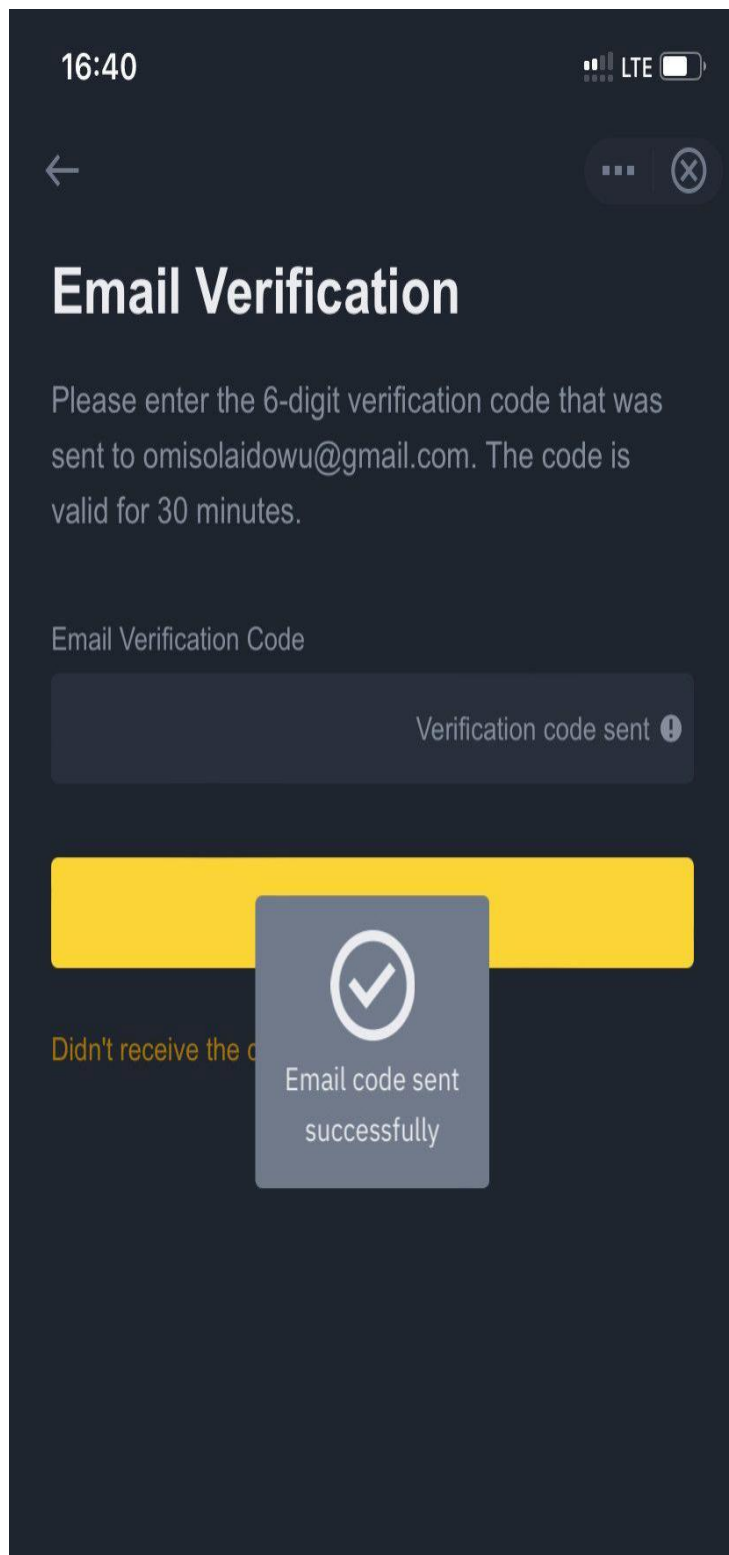 16:40
LTE
Email Verification
Please enter the 6-digit verification code that was
sent to omisolaidowu@gmail.com. The code is
valid for 30 minutes.
Email Verification Code
Verification code sent
Didn't receive the
Email code sent
successfully